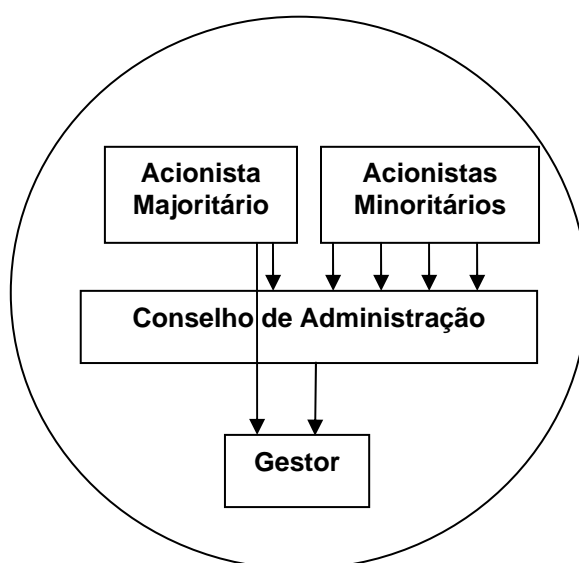 Acionista
Majoritário
Acionistas
Minoritários
Conselho de Administração
Gestor